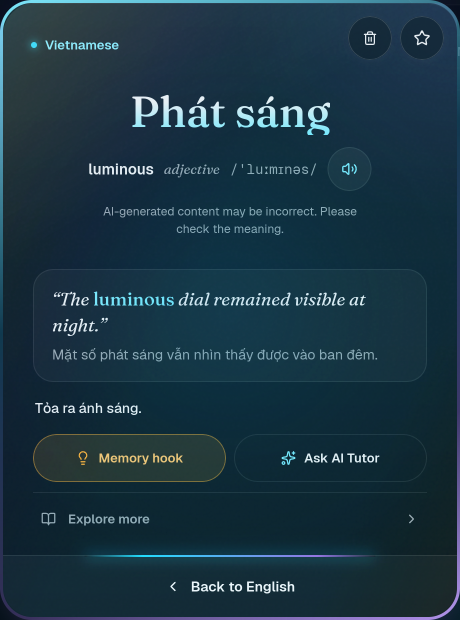 Vietnamese
Phát sáng
luminous adjective /ˈluːmɪnəs/
AI-generated content may be incorrect. Please
check the meaning.
“The luminous dial remained visible at
night.”
Mặt số phát sáng vẫn nhìn thấy được vào ban đêm.
Tỏa ra ánh sáng.
Memory hook
Ask AI Tutor
Explore more
Back to English